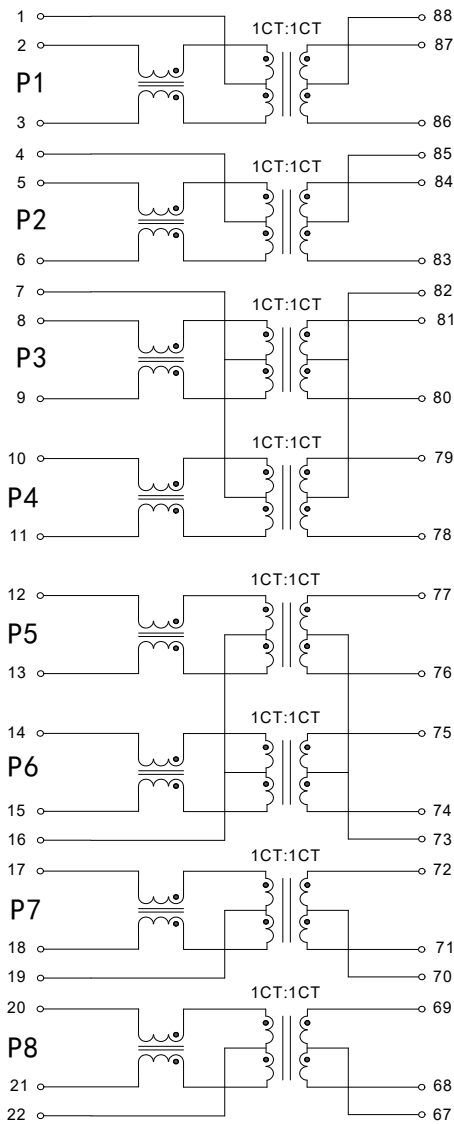 1 88
1CT:1CT
2 87
P1
3 86
4 85
1CT:1CT
5 84
P2
6 83
7 82
1CT:1CT
8 81
P3
9 80
1CT:1CT
10 79
P4
11 78
1CT:1CT
12 77
P5
13 76
1CT:1CT
14 75
P6
15 74
16 73
1CT:1CT
17 72
P7
18 71
19 70
1CT:1CT
20 69
P8
21 68
22 67